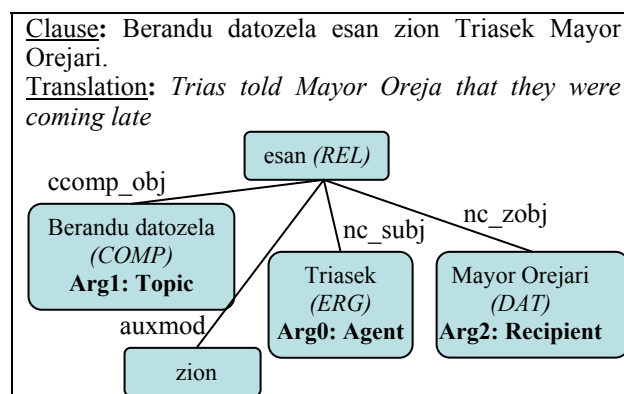 Clause: Berandu datozela esan zion Triasek Mayor
Orejari.
Translation: Trias told Mayor Oreja that they were
coming late
esan (REL)
ccomp_obj
nc_subj
nc_zobj
Berandu datozela
(COMP)
Arg1: Topic
Triasek
(ERG)
Arg0: Agent
Mayor Orejari
(DAT)
Arg2: Recipient
auxmod
zion